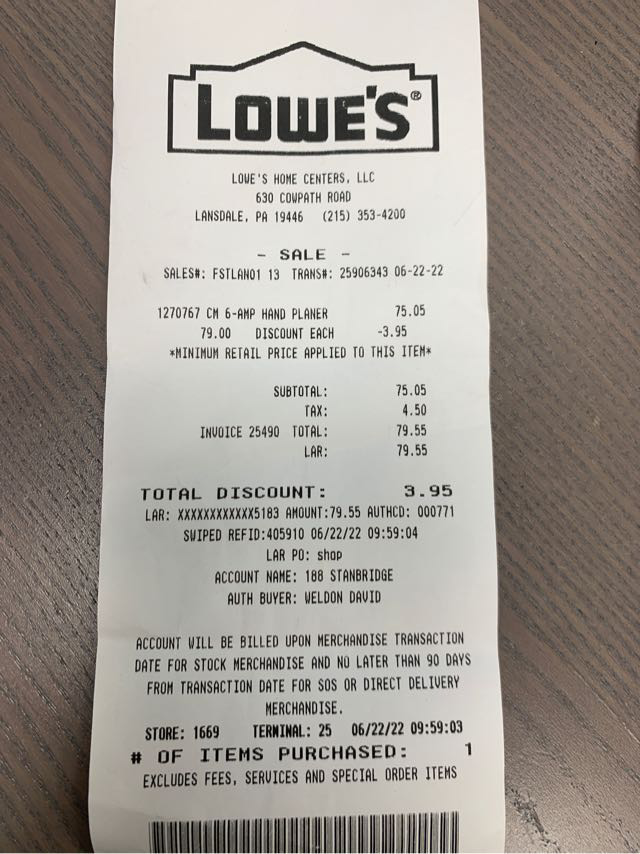 LOWE'S®
LOWE'S HOME CENTERS, LLC
630 COWPATH ROAD
LANSDALE, PA 19446 (215) 353-4200
- SALE -
SALES#: FSTLAN01 13 TRANS#: 25906343 06-22-22
1270767 CM 6-AMP HAND PLANER 75.05
79.00 DISCOUNT EACH -3.95
*MINIMUM RETAIL PRICE APPLIED TO THIS ITEM*
SUBTOTAL: 75.05
TAX: 4.50
INVOICE 25490 TOTAL: 79.55
LAR: 79.55
TOTAL DISCOUNT: 3.95
LAR: XXXXXXXXXXXX5183 AMOUNT:79.55 AUTHCD: 000771
SWIPED REFID:405910 06/22/22 09:59:04
LAR PO: shop
ACCOUNT NAME: 188 STANBRIDGE
AUTH BUYER: WELDON DAVID
ACCOUNT WILL BE BILLED UPON MERCHANDISE TRANSACTION
DATE FOR STOCK MERCHANDISE AND NO LATER THAN 90 DAYS
FROM TRANSACTION DATE FOR SOS OR DIRECT DELIVERY
MERCHANDISE.
STORE: 1669 TERMINAL: 25 06/22/22 09:59:03
# OF ITEMS PURCHASED: 1
EXCLUDES FEES, SERVICES AND SPECIAL ORDER ITEMS